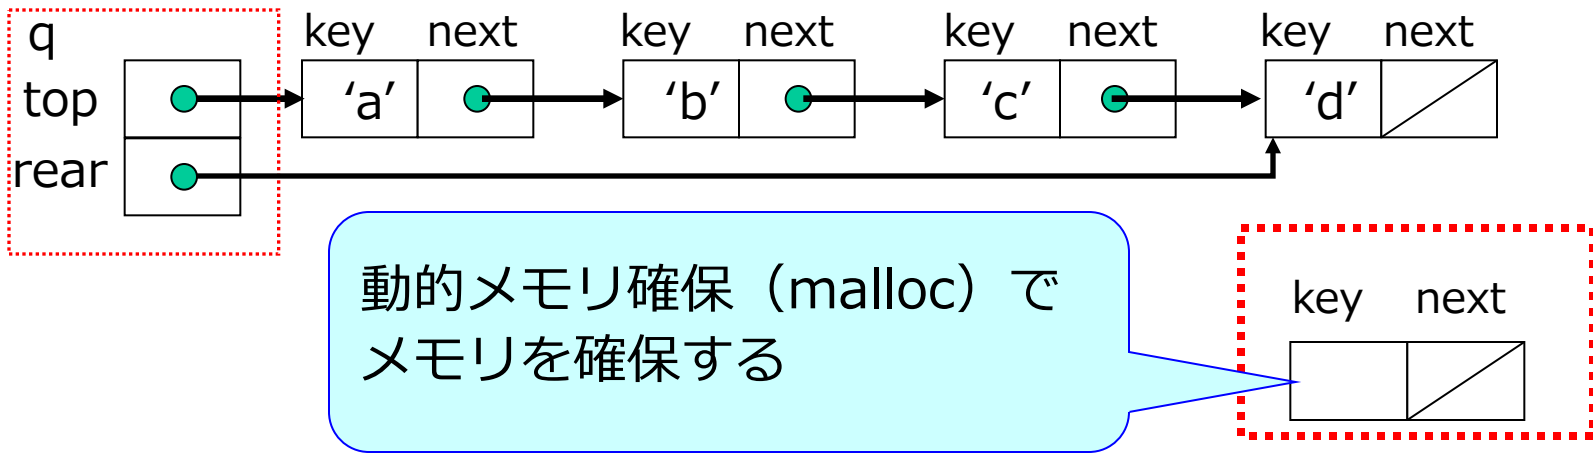 q
key next key next key next key next
top ‘a’ ‘b’ ‘c’ ‘d’
rear
動的メモリ確保（malloc）で
メモリを確保する
key next